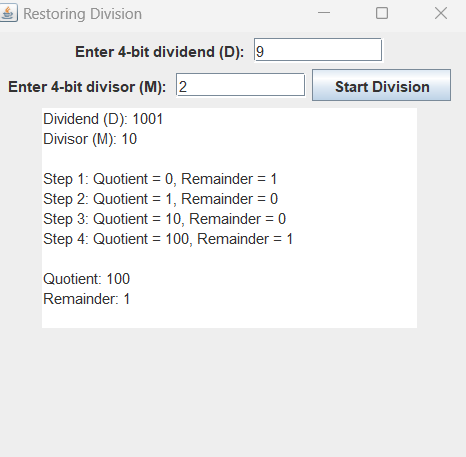 Restoring Division
Enter 4-bit dividend (D): 9
Enter 4-bit divisor (M): 2 Start Division
Dividend (D): 1001
Divisor (M): 10
Step 1: Quotient = 0, Remainder = 1
Step 2: Quotient = 1, Remainder = 0
Step 3: Quotient = 10, Remainder = 0
Step 4: Quotient = 100, Remainder = 1
Quotient: 100
Remainder: 1